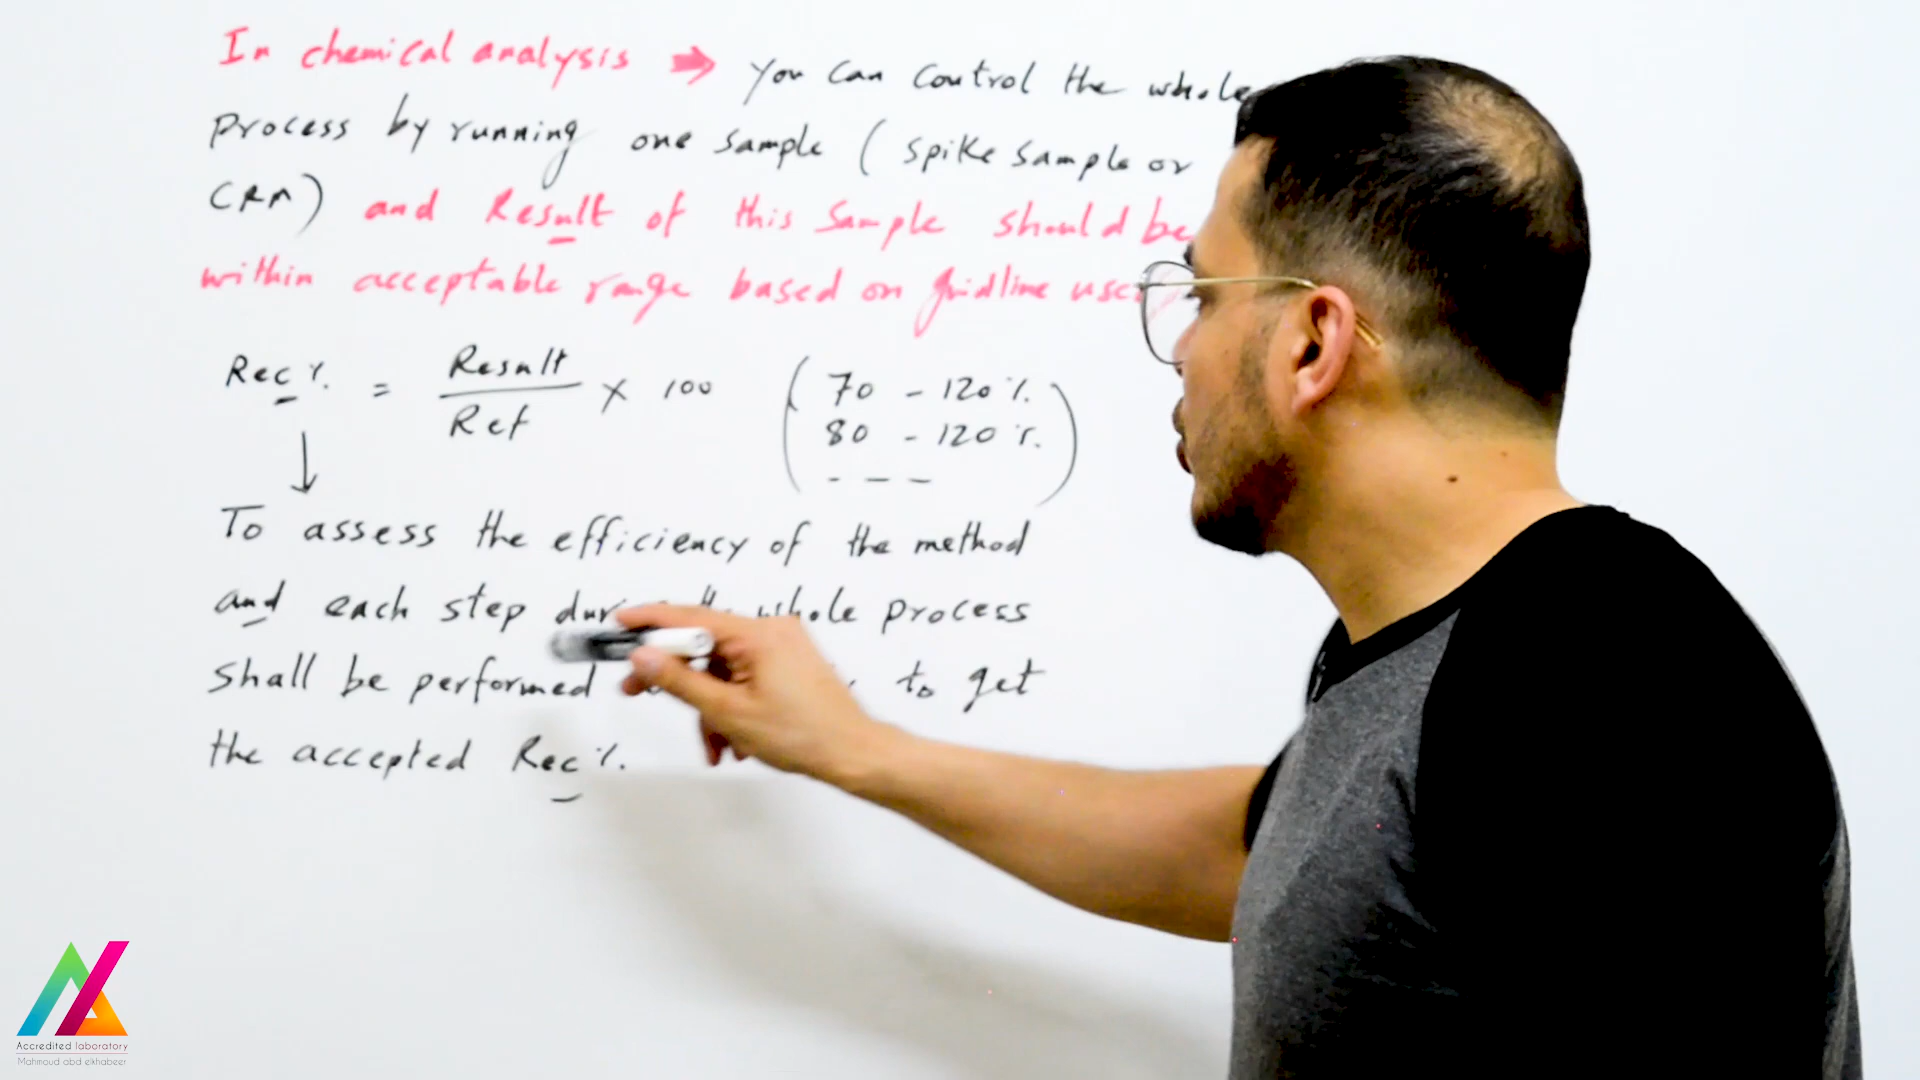 In chemical analysis → you can control the whole
process by running one sample ( spike sample or
CRM ) and Result of this sample should be
within acceptable range based on gridline used
Rec % = Result / Ref × 100 ( 70 - 120 %
80 - 120 %
- - - )
↓
To assess the efficiency of the method
and each step during the whole process
shall be performed to get
the accepted Rec %.
Accredited laboratory
Mahmoud abd elkhabeer